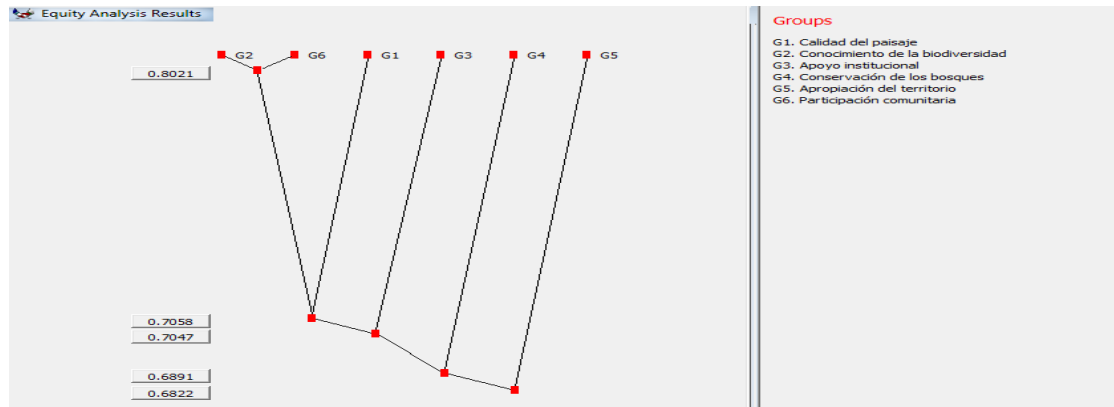 Equity Analysis Results
G2 G6 G1 G3 G4 G5
0.8021
0.7058
0.7047
0.6891
0.6822
Groups
G1. Calidad del paisaje
G2. Conocimiento de la biodiversidad
G3. Apoyo institucional
G4. Conservación de los bosques
G5. Apropiación del territorio
G6. Participación comunitaria